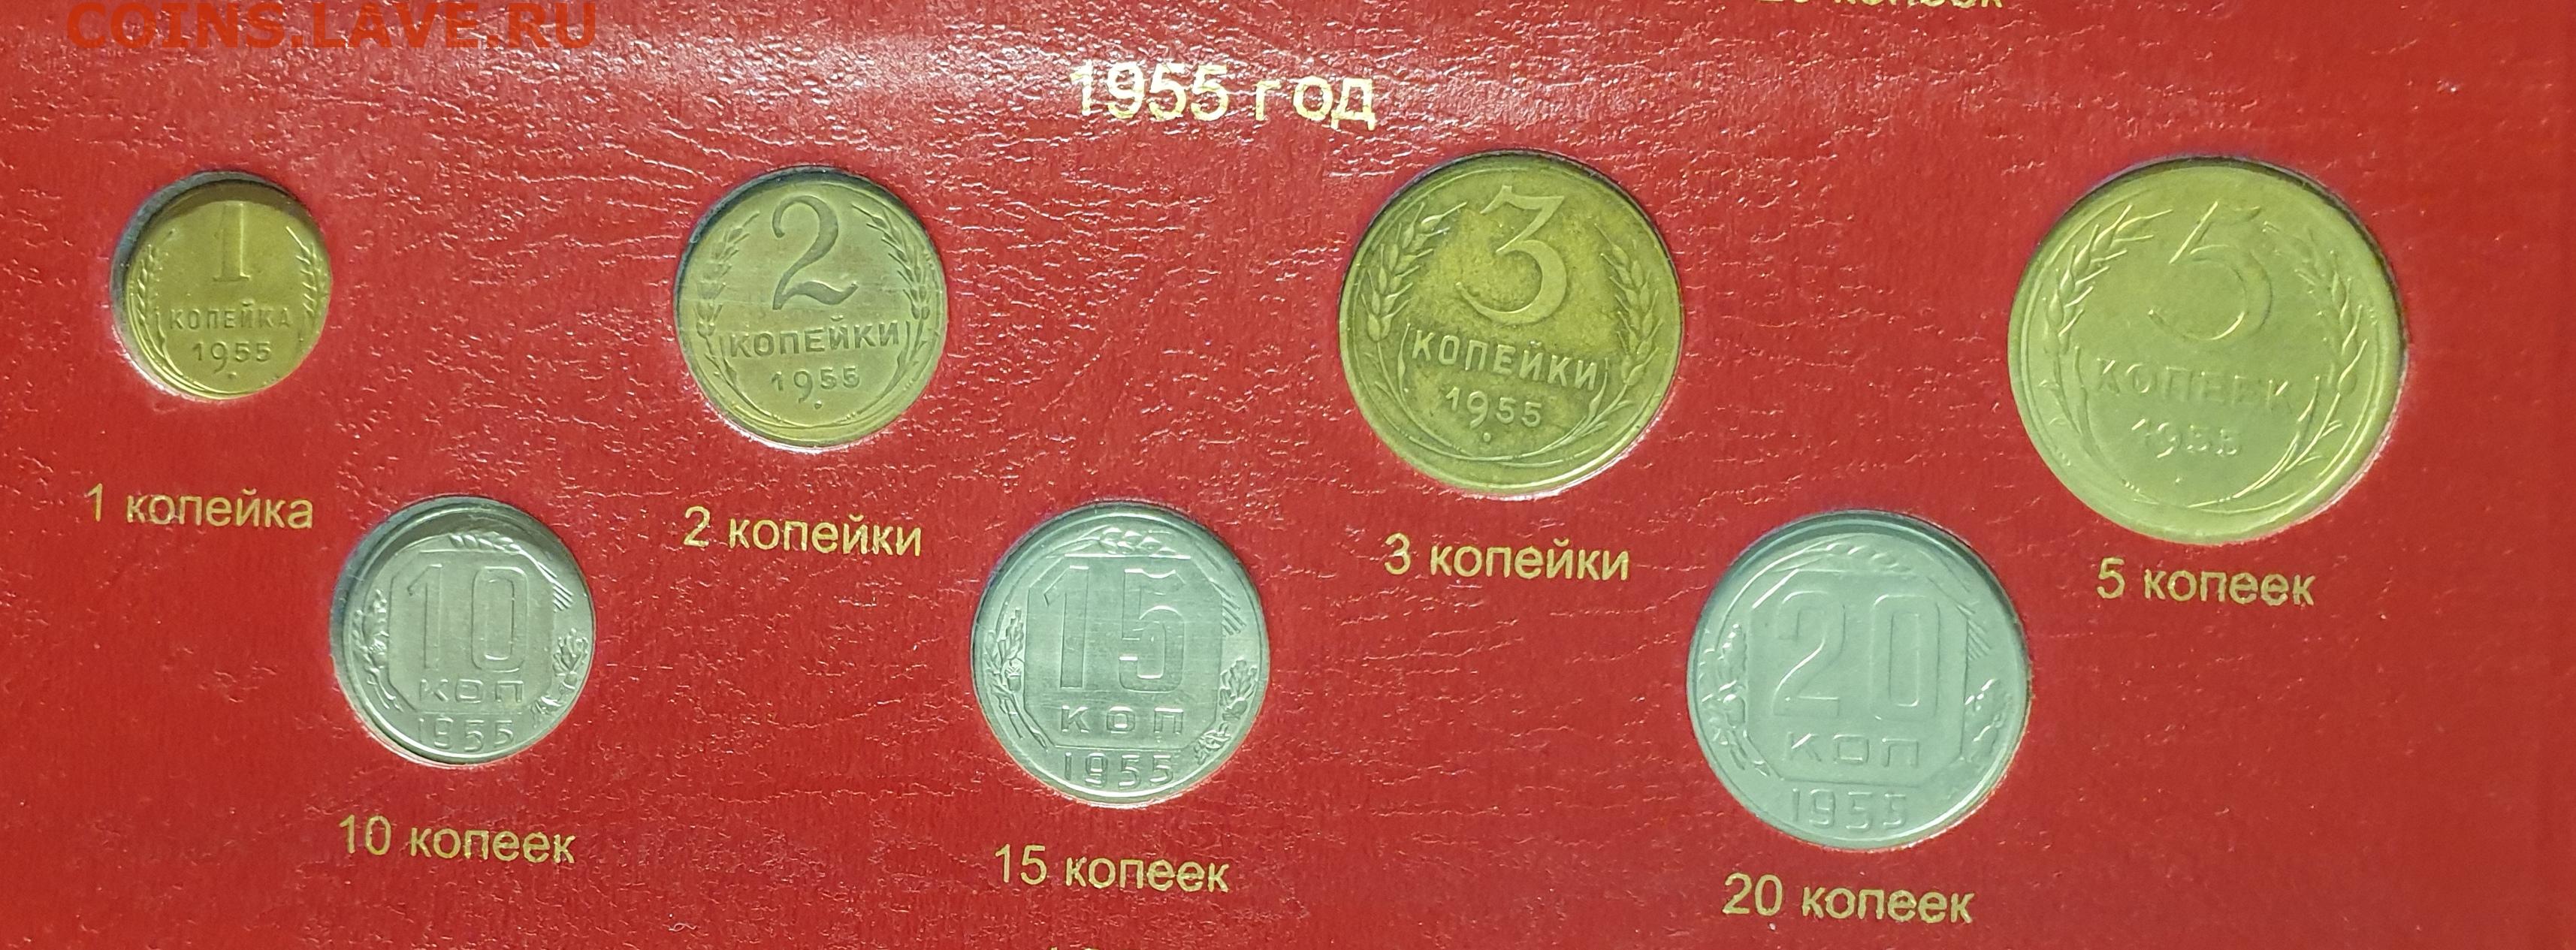 COINS.LAVE.RU
копеек
1955 год
1
КОПЕЙКА
1955
2
КОПЕЙКИ
1955
3
КОПЕЙКИ
1955
5
КОПЕЕК
1955
1 копейка
2 копейки
3 копейки
5 копеек
10
КОП
1955
15
КОП
1955
20
КОП
1955
10 копеек
15 копеек
20 копеек